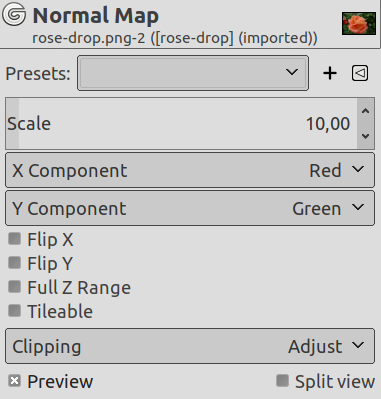 Normal Map
rose-drop.png-2 ([rose-drop] (imported))
Presets:
Scale 10,00
X Component Red
Y Component Green
Flip X
Flip Y
Full Z Range
Tileable
Clipping Adjust
Preview Split view